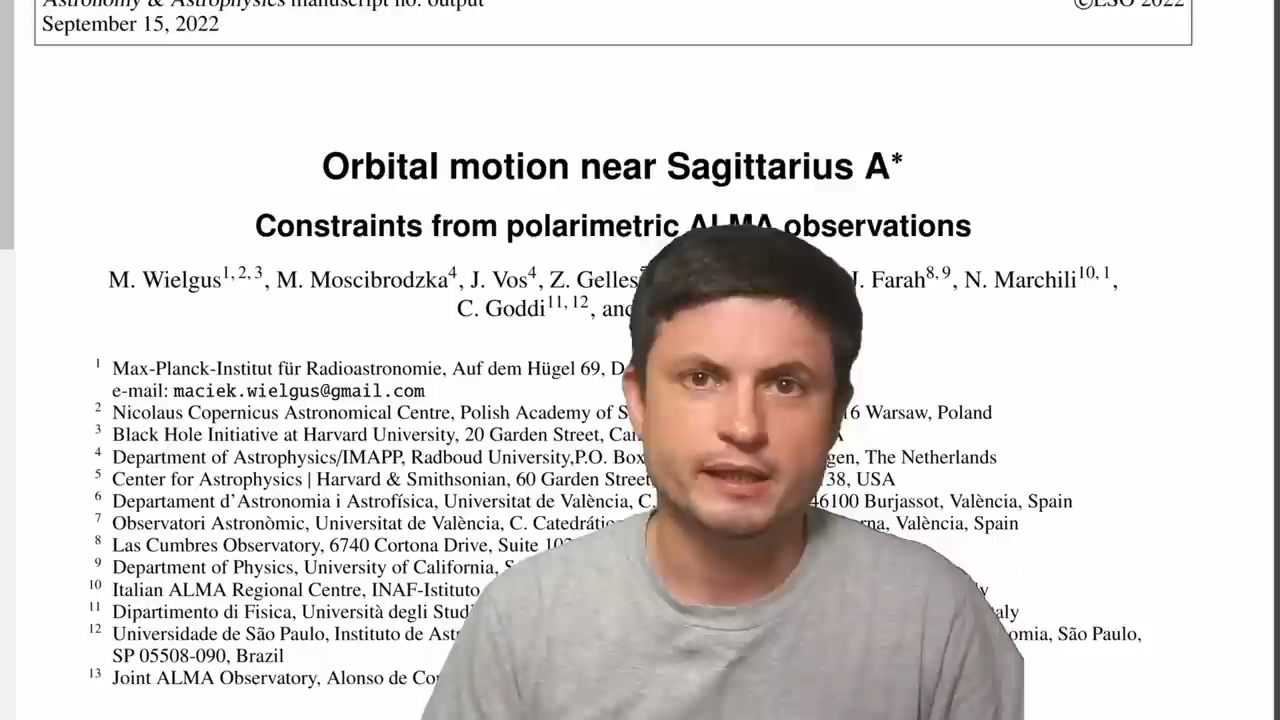 Astronomy & Astrophysics manuscript no. output
©ESO 2022
September 15, 2022
Orbital motion near Sagittarius A*
Constraints from polarimetric ALMA observations
M. Wielgus1, 2, 3, M. Moscibrodzka4, J. Vos4, Z. Gelles J. Farah8, 9, N. Marchili10, 1,
C. Goddi11, 12, and
1 Max-Planck-Institut für Radioastronomie, Auf dem Hügel 69,
e-mail: maciek.wielgus@gmail.com
2 Nicolaus Copernicus Astronomical Centre, Polish Academy of Warsaw, Poland
3 Black Hole Initiative at Harvard University, 20 Garden Street,
4 Department of Astrophysics/IMAPP, Radboud University,P.O. Box The Netherlands
5 Center for Astrophysics | Harvard & Smithsonian, 60 Garden Street USA
6 Departament d'Astronomia i Astrofísica, Universitat de València, C. 46100 Burjassot, València, Spain
7 Observatori Astronòmic, Universitat de València, C. València, Spain
8 Las Cumbres Observatory, 6740 Cortona Drive, Suite
9 Department of Physics, University of California,
10 Italian ALMA Regional Centre, INAF-Istituto
11 Dipartimento di Fisica, Università degli
12 Universidade de São Paulo, Instituto de São Paulo,
SP 05508-090, Brazil
13 Joint ALMA Observatory, Alonso de